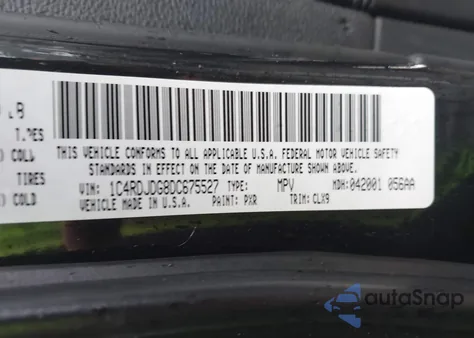 LB
THIS VEHICLE CONFORMS TO ALL APPLICABLE U.S.A. FEDERAL MOTOR VEHICLE SAFETY
STANDARDS IN EFFECT ON THE DATE OF MANUFACTURE SHOWN ABOVE.
COLD
VIN: 1C4RDJDG8DC675527 TYPE: MPV MDH:042001 056AA
COLD
VEHICLE MADE IN U.S.A. PAINT: PXR TRIM: CLX9
autoSnap